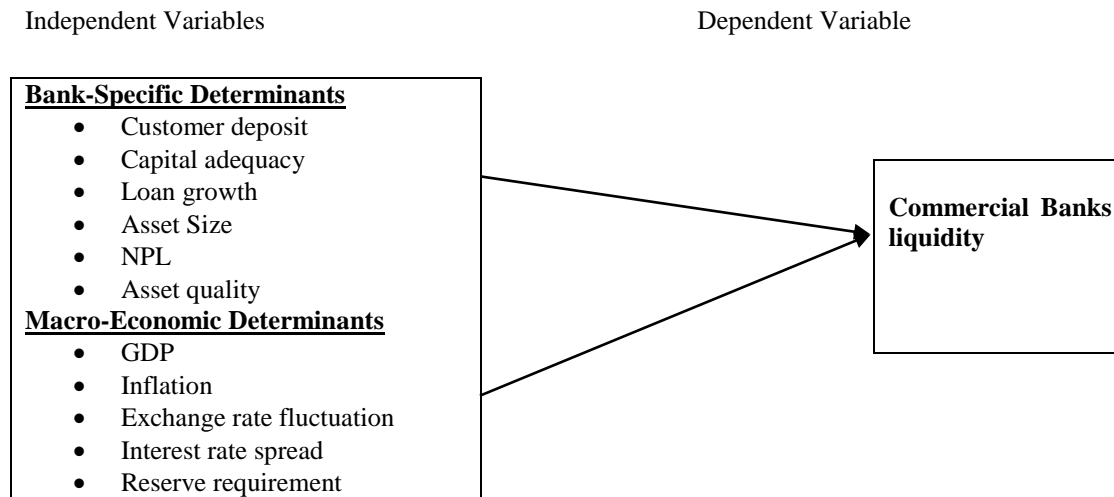 Independent Variables
Dependent Variable
Bank-Specific Determinants
• Customer deposit
• Capital adequacy
• Loan growth
• Asset Size
• NPL
• Asset quality
Macro-Economic Determinants
• GDP
• Inflation
• Exchange rate fluctuation
• Interest rate spread
• Reserve requirement
Commercial Banks
liquidity